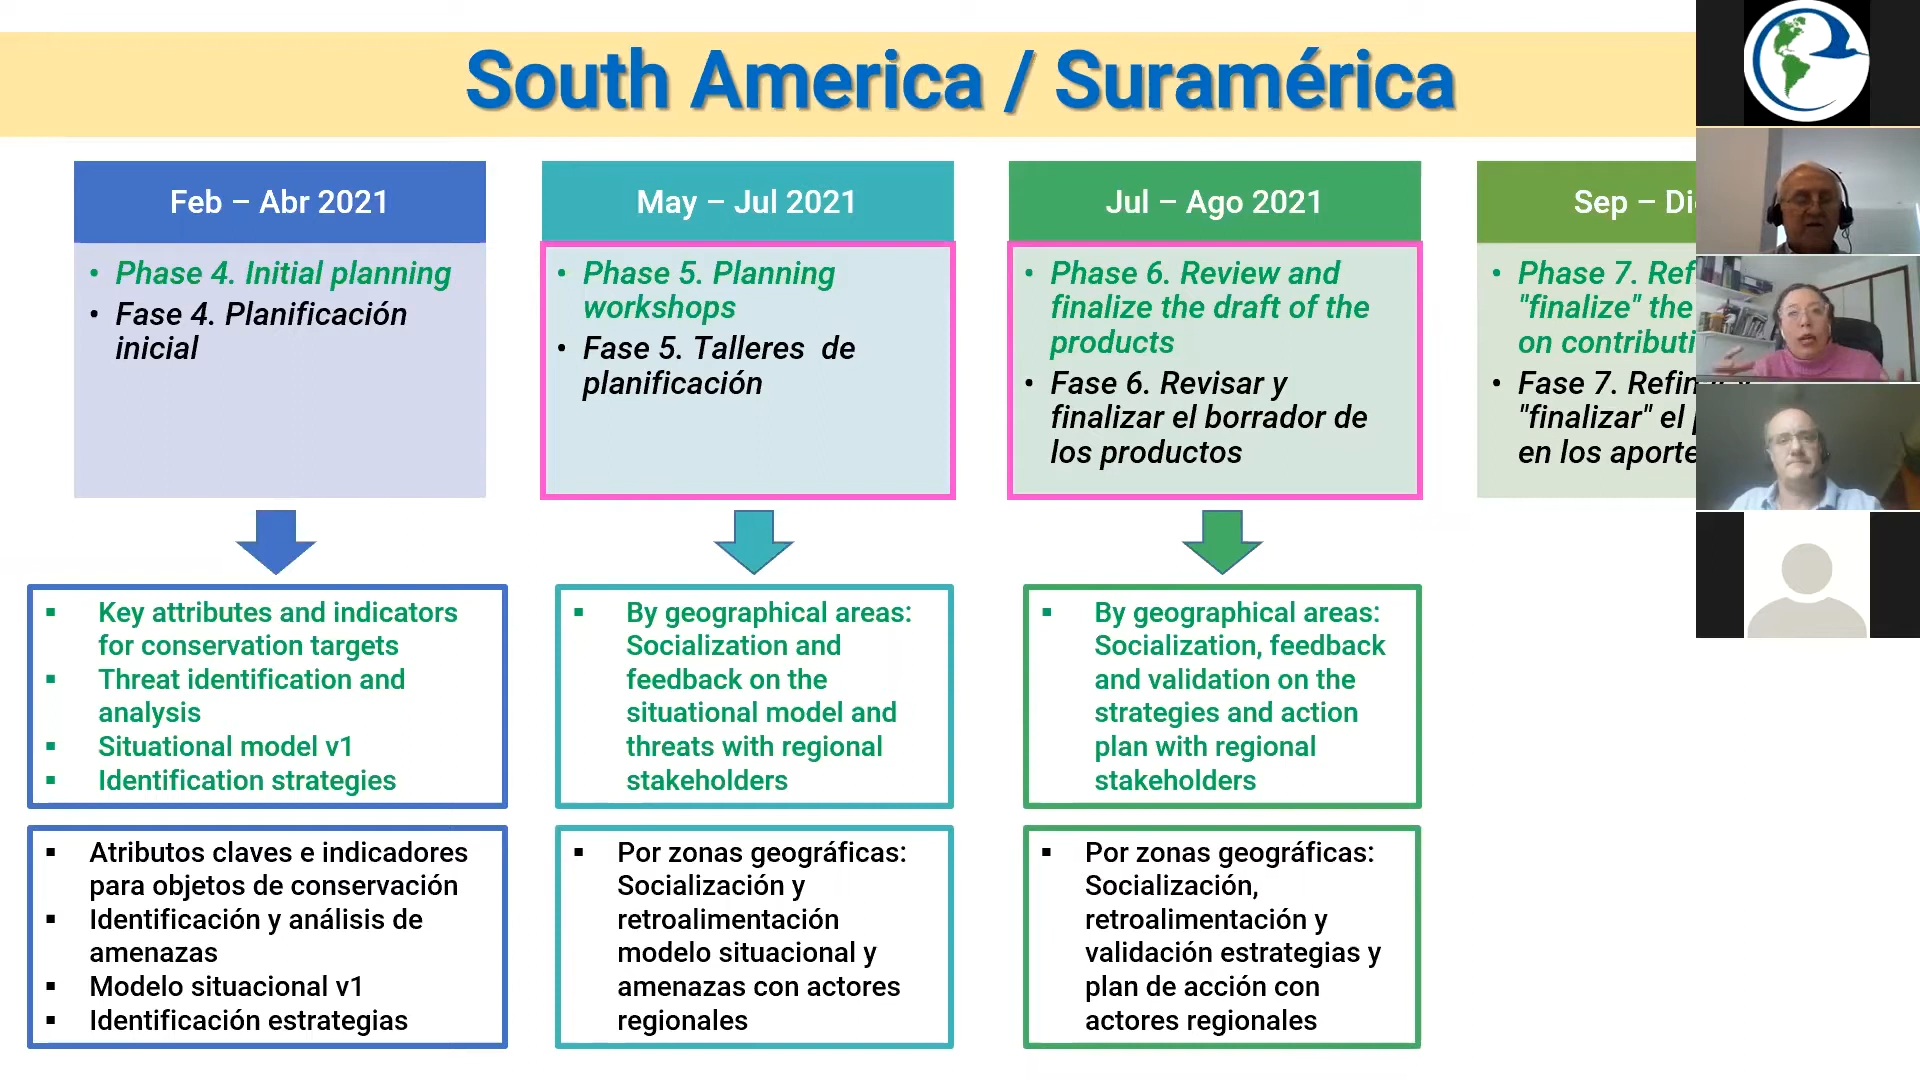 South America / Suramérica
Feb – Abr 2021
• Phase 4. Initial planning
• Fase 4. Planificación
inicial
▪ Key attributes and indicators
for conservation targets
▪ Threat identification and
analysis
▪ Situational model v1
▪ Identification strategies
▪ Atributos claves e indicadores
para objetos de conservación
▪ Identificación y análisis de
amenazas
▪ Modelo situacional v1
▪ Identificación estrategias
May – Jul 2021
• Phase 5. Planning
workshops
• Fase 5. Talleres de
planificación
▪ By geographical areas:
Socialization and
feedback on the
situational model and
threats with regional
stakeholders
▪ Por zonas geográficas:
Socialización y
retroalimentación
modelo situacional y
amenazas con actores
regionales
Jul – Ago 2021
• Phase 6. Review and
finalize the draft of the
products
• Fase 6. Revisar y
finalizar el borrador de
los productos
▪ By geographical areas:
Socialization, feedback
and validation on the
strategies and action
plan with regional
stakeholders
▪ Por zonas geográficas:
Socialización,
retroalimentación y
validación estrategias y
plan de acción con
actores regionales
Sep –
• Phase 7.
"finalize" the
on
• Fase 7.
"finalizar" el
en los